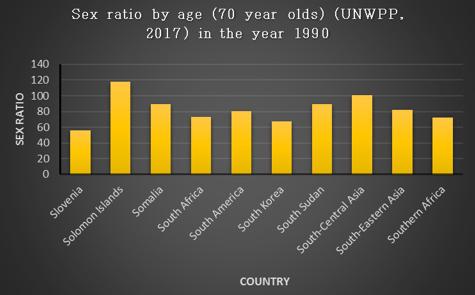 Sex ratio by age (70 year olds) (UNWPP,
2017) in the year 1990
SEX RATIO
140
120
100
80
60
40
20
0
Slovenia
Solomon Islands
Somalia
South Africa
South America
South Korea
South Sudan
South-Central Asia
South-Eastern Asia
Southern Africa
COUNTRY